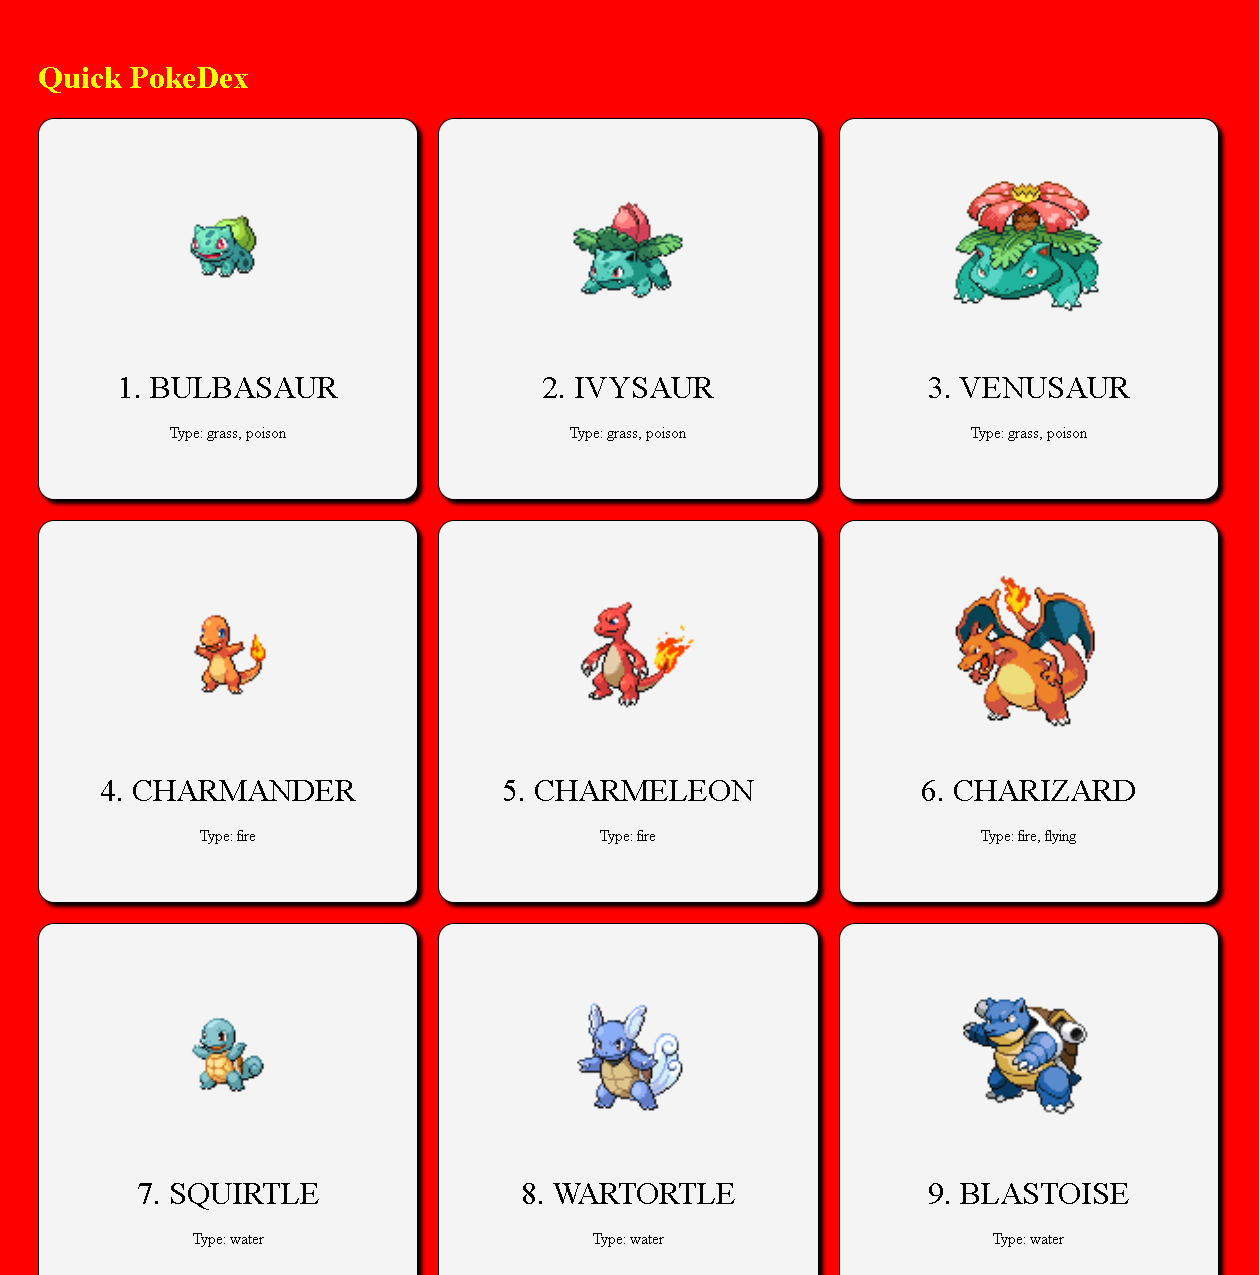 Quick PokeDex
1. BULBASAUR
Type: grass, poison
2. IVYSAUR
Type: grass, poison
3. VENUSAUR
Type: grass, poison
4. CHARMANDER
Type: fire
5. CHARMELEON
Type: fire
6. CHARIZARD
Type: fire, flying
7. SQUIRTLE
Type: water
8. WARTORTLE
Type: water
9. BLASTOISE
Type: water